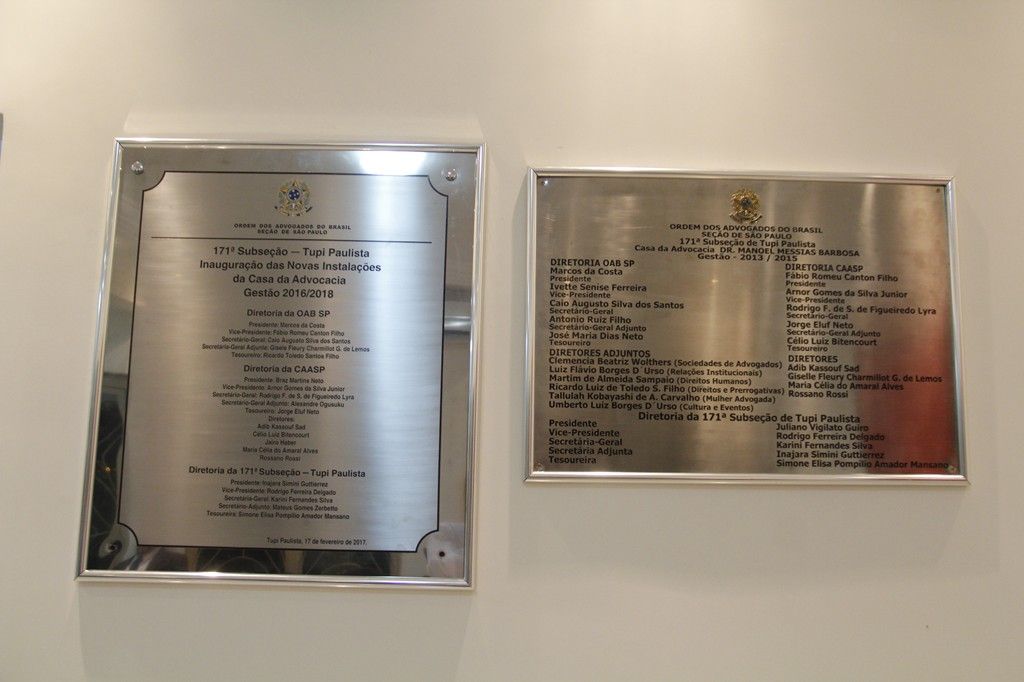 ORDEM DOS ADVOGADOS DO BRASIL
SEÇÃO DE SÃO PAULO
171ª Subseção – Tupi Paulista
Inauguração das Novas Instalações
da Casa da Advocacia
Gestão 2016/2018
Diretoria da OAB SP
Presidente: Marcos da Costa
Vice-Presidente: Fábio Romeu Canton Filho
Secretário-Geral: Caio Augusto Silva dos Santos
Secretária-Geral Adjunta: Gisele Fleury Charmillot G. de Lemos
Tesoureiro: Ricardo Toledo Santos Filho
Diretoria da CAASP
Presidente: Braz Martins Neto
Vice-Presidente: Arnor Gomes da Silva Junior
Secretário-Geral: Rodrigo F. de S. de Figueiredo Lyra
Secretário-Geral Adjunto: Alexandre Ogusuku
Tesoureiro: Jorge Eluf Neto
Diretores:
Adib Kassouf Sad
Célio Luiz Bitencourt
Jairo Haber
Maria Célia do Amaral Alves
Rossano Rossi
Diretoria da 171ª Subseção – Tupi Paulista
Presidente: Inajara Simini Guttierrez
Vice-Presidente: Rodrigo Ferreira Delgado
Secretária-Geral: Karini Fernandes Silva
Secretário-Adjunto: Mateus Gomes Zerbetto
Tesoureiro: Simone Elisa Pompilio Amador Mansano
Tupi Paulista, 17 de fevereiro de 2017.
ORDEM DOS ADVOGADOS DO BRASIL
SEÇÃO DE SÃO PAULO
171ª Subseção de Tupi Paulista
Casa da Advocacia DR. MANOEL MESSIAS BARBOSA
Gestão - 2013 / 2015
DIRETORIA OAB SP
Marcos da Costa
Presidente
Ivette Senise Ferreira
Vice-Presidente
Caio Augusto Silva dos Santos
Secretário-Geral
Antonio Ruiz Filho
Secretário-Geral Adjunto
José Maria Dias Neto
Tesoureiro
DIRETORES ADJUNTOS
Clemencia Beatriz Wolthers (Sociedades de Advogados)
Luiz Flávio Borges D´Urso (Relações Institucionais)
Martim de Almeida Sampaio (Direitos Humanos)
Ricardo Luiz de Toledo S. Filho (Direitos e Prerrogativas)
Tallulah Kobayashi de A. Carvalho (Mulher Advogada)
Umberto Luiz Borges D´Urso (Cultura e Eventos)
DIRETORIA CAASP
Fábio Romeu Canton Filho
Presidente
Arnor Gomes da Silva Junior
Vice-Presidente
Rodrigo F. de S. de Figueiredo Lyra
Secretário-Geral
Jorge Eluf Neto
Secretário-Geral Adjunto
Célio Luiz Bitencourt
Tesoureiro
DIRETORES
Adib Kassouf Sad
Giselle Fleury Charmillot G. de Lemos
Maria Célia do Amaral Alves
Rossano Rossi
Diretoria da 171ª Subseção de Tupi Paulista
Presidente Juliano Vigilato Guiro
Vice-Presidente Rodrigo Ferreira Delgado
Secretária-Geral Karini Fernandes Silva
Secretária Adjunta Inajara Simini Guttierrez
Tesoureira Simone Elisa Pompilio Amador Mansano